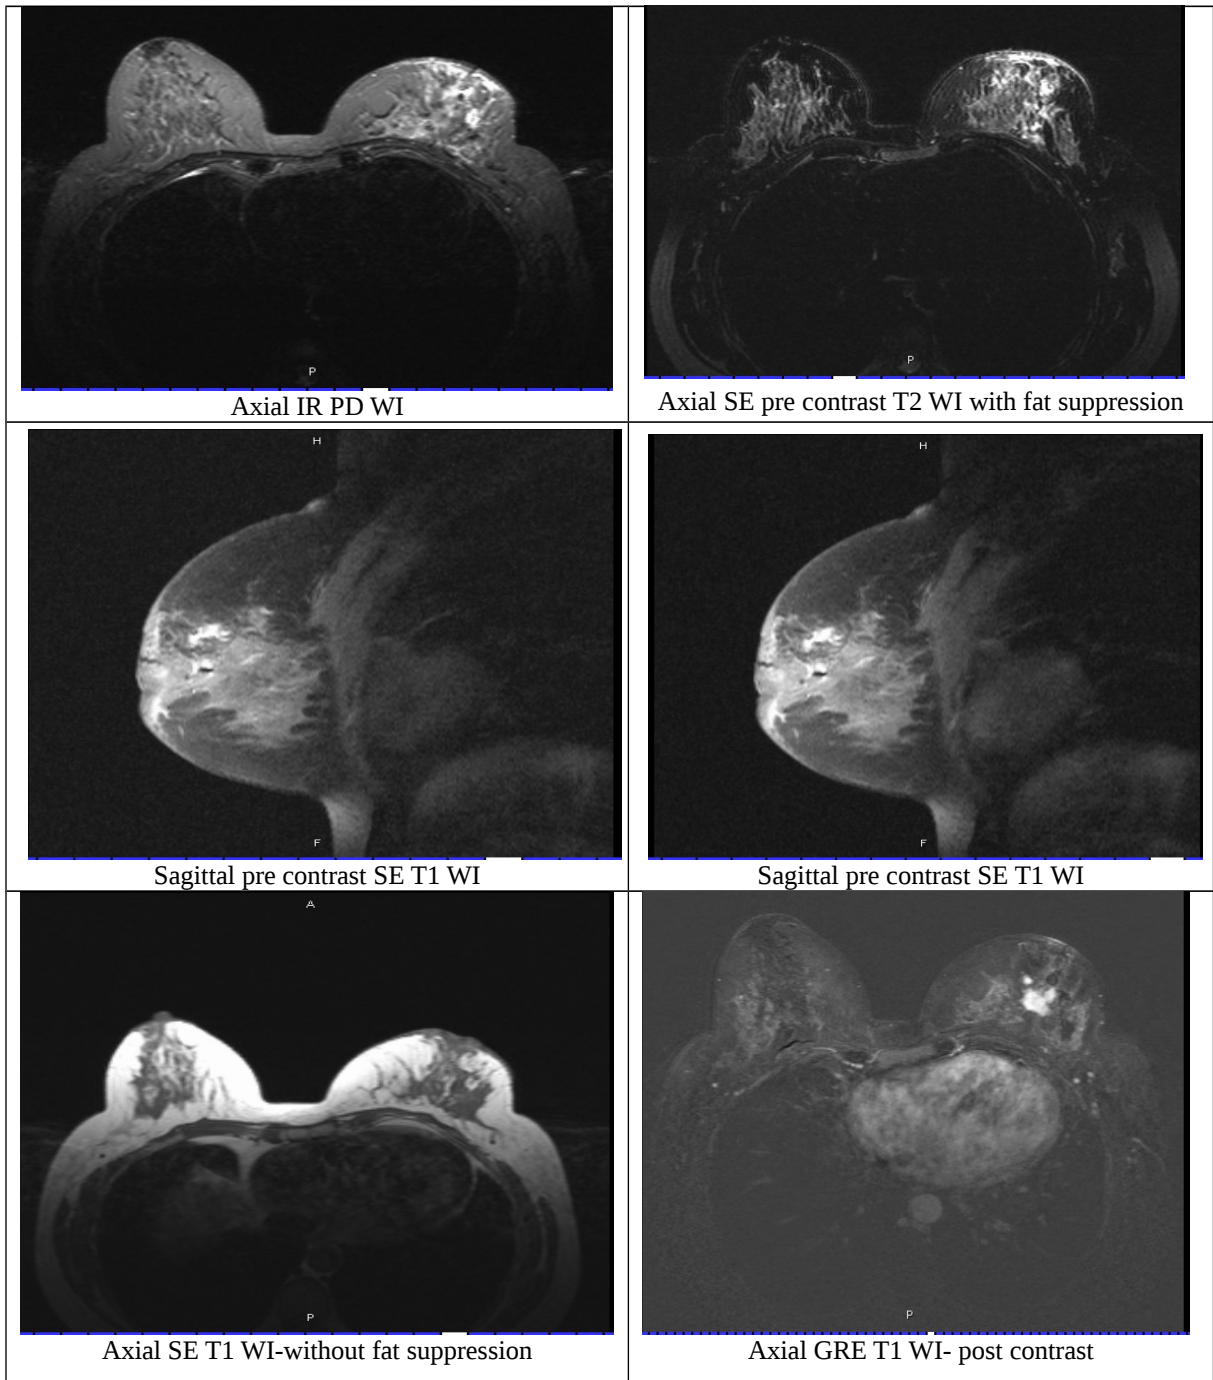 P
P
Axial IR PD WI
Axial SE pre contrast T2 WI with fat suppression
H
H
F
F
Sagittal pre contrast SE T1 WI
Sagittal pre contrast SE T1 WI
A
P
P
Axial SE T1 WI-without fat suppression
Axial GRE T1 WI- post contrast